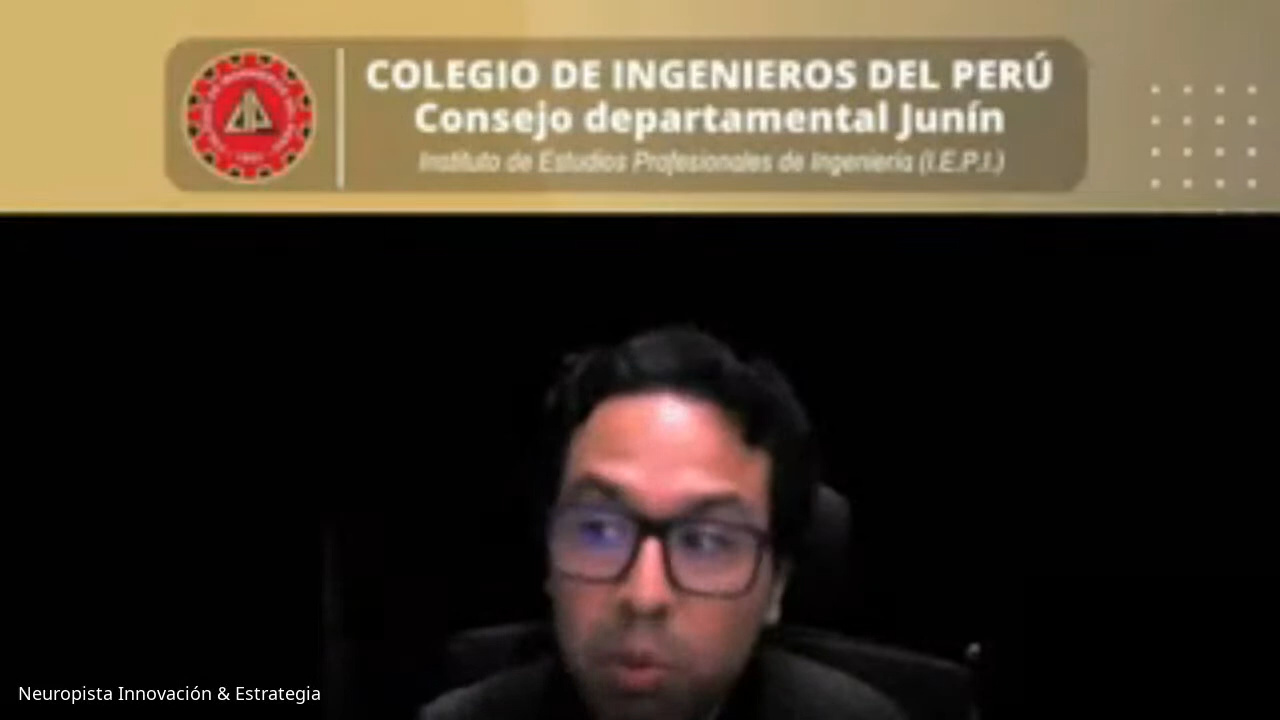 COLEGIO DE INGENIEROS DEL PERÚ
Consejo departamental Junín
Instituto de Estudios Profesionales de Ingeniería (I.E.P.I.)
Neuropista Innovación & Estrategia